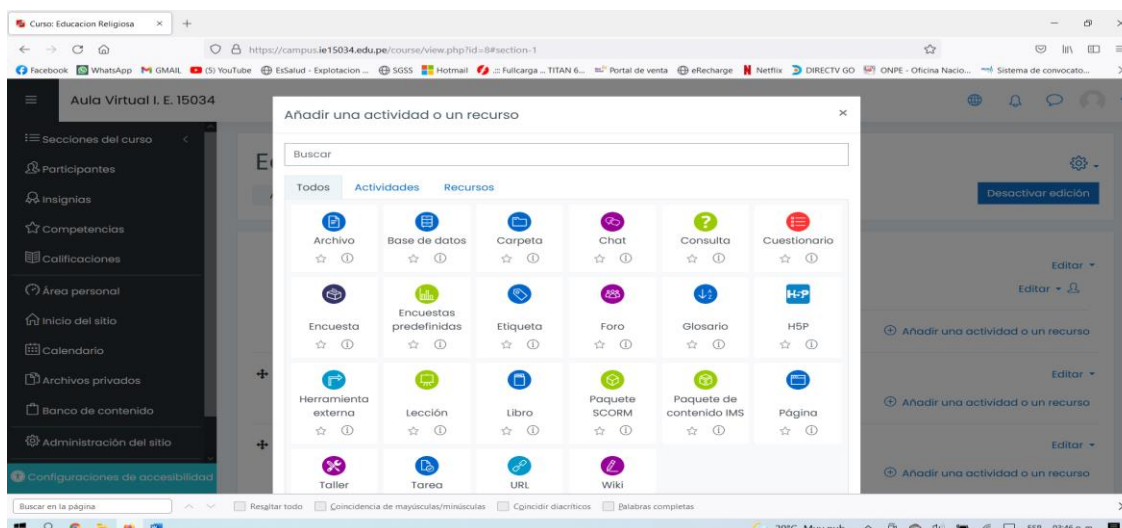 Curso: Educacion Religiosa
https://campus.ie15034.edu.pe/course/view.php?id=8#section-1
Facebook WhatsApp GMAIL (5) YouTube EsSalud - Explotacion ... SGSS Hotmail .:: Fullcarga ... TITAN 6... Portal de venta eRecharge Netflix DIRECTV GO ONPE - Oficina Nacio... Sistema de convocato...
Aula Virtual I. E. 15034
Añadir una actividad o un recurso
Secciones del curso
Buscar
Participantes
Todos Actividades Recursos
Desactivar edición
Insignias
Competencias
Archivo Base de datos Carpeta Chat Consulta Cuestionario
Calificaciones
Editar
Área personal
Editar
Inicio del sitio
Encuesta Encuestas predefinidas Etiqueta Foro Glosario H5P
Añadir una actividad o un recurso
Calendario
Archivos privados
Editar
Herramienta externa Lección Libro Paquete SCORM Paquete de contenido IMS Página
Banco de contenido
Añadir una actividad o un recurso
Administración del sitio
Editar
Taller Tarea URL Wiki
Configuraciones de accesibilidad
Añadir una actividad o un recurso
Buscar en la página Resaltar todo Coincidencia de mayúsculas/minúsculas Coincidir diacríticos Palabras completas
03:46 p. m.